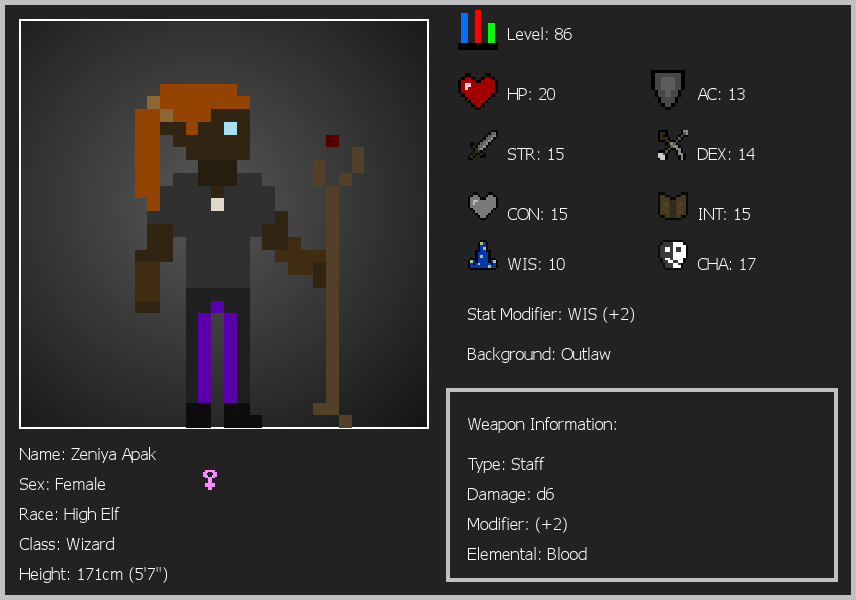 Level: 86
HP: 20
AC: 13
STR: 15
DEX: 14
CON: 15
INT: 15
WIS: 10
CHA: 17
Stat Modifier: WIS (+2)
Background: Outlaw
Weapon Information:
Type: Staff
Damage: d6
Modifier: (+2)
Elemental: Blood
Name: Zeniya Apak
Sex: Female
Race: High Elf
Class: Wizard
Height: 171cm (5'7")